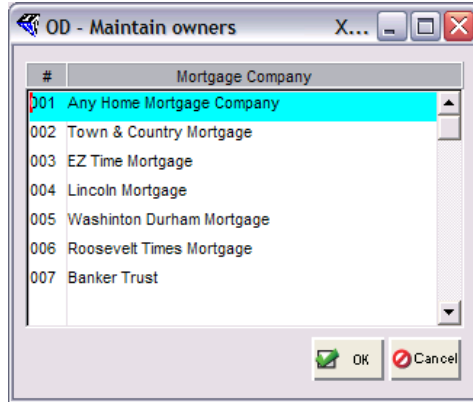 OD - Maintain owners X...
# Mortgage Company
001 Any Home Mortgage Company
002 Town & Country Mortgage
003 EZ Time Mortgage
004 Lincoln Mortgage
005 Washinton Durham Mortgage
006 Roosevelt Times Mortgage
007 Banker Trust
OK Cancel